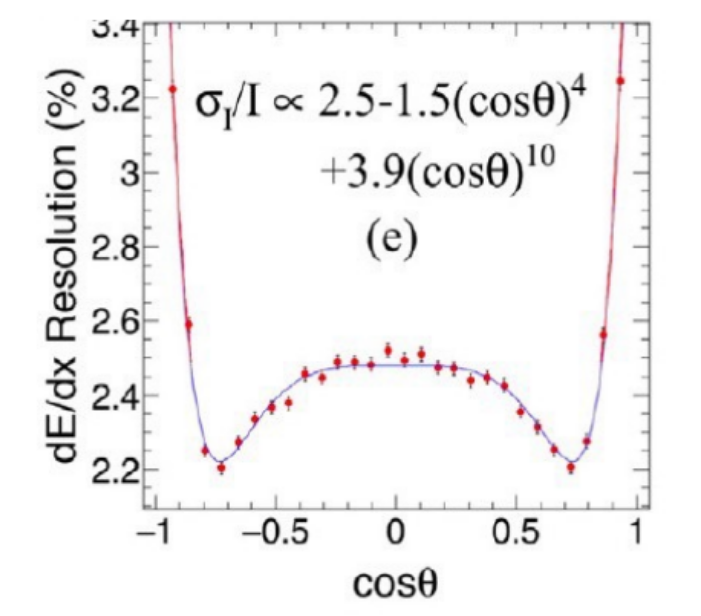 3.4
3.2
3
2.8
2.6
2.4
2.2
dE/dx Resolution (%)
σ_I/I ∝ 2.5-1.5(cosθ)⁴
+3.9(cosθ)¹⁰
(e)
−1 −0.5 0 0.5 1
cosθ